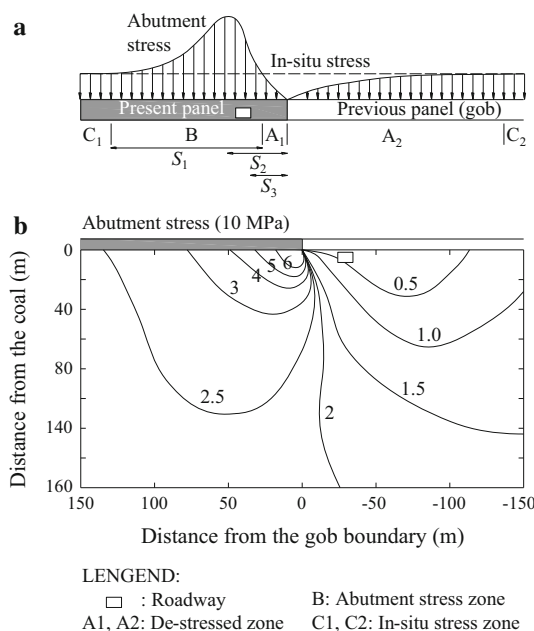 a
Abutment stress
In-situ stress
Present panel
Previous panel (gob)
C1 B A1 A2 C2
S1 S2
S3
b
Abutment stress (10 MPa)
Distance from the coal (m)
0
40
60
80
140
160
6
5
4
3
2.5
2
0.5
1.0
1.5
150 100 50 0 -50 -100 -150
Distance from the gob boundary (m)
LENGEND:
: Roadway
B: Abutment stress zone
A1, A2: De-stressed zone
C1, C2: In-situ stress zone